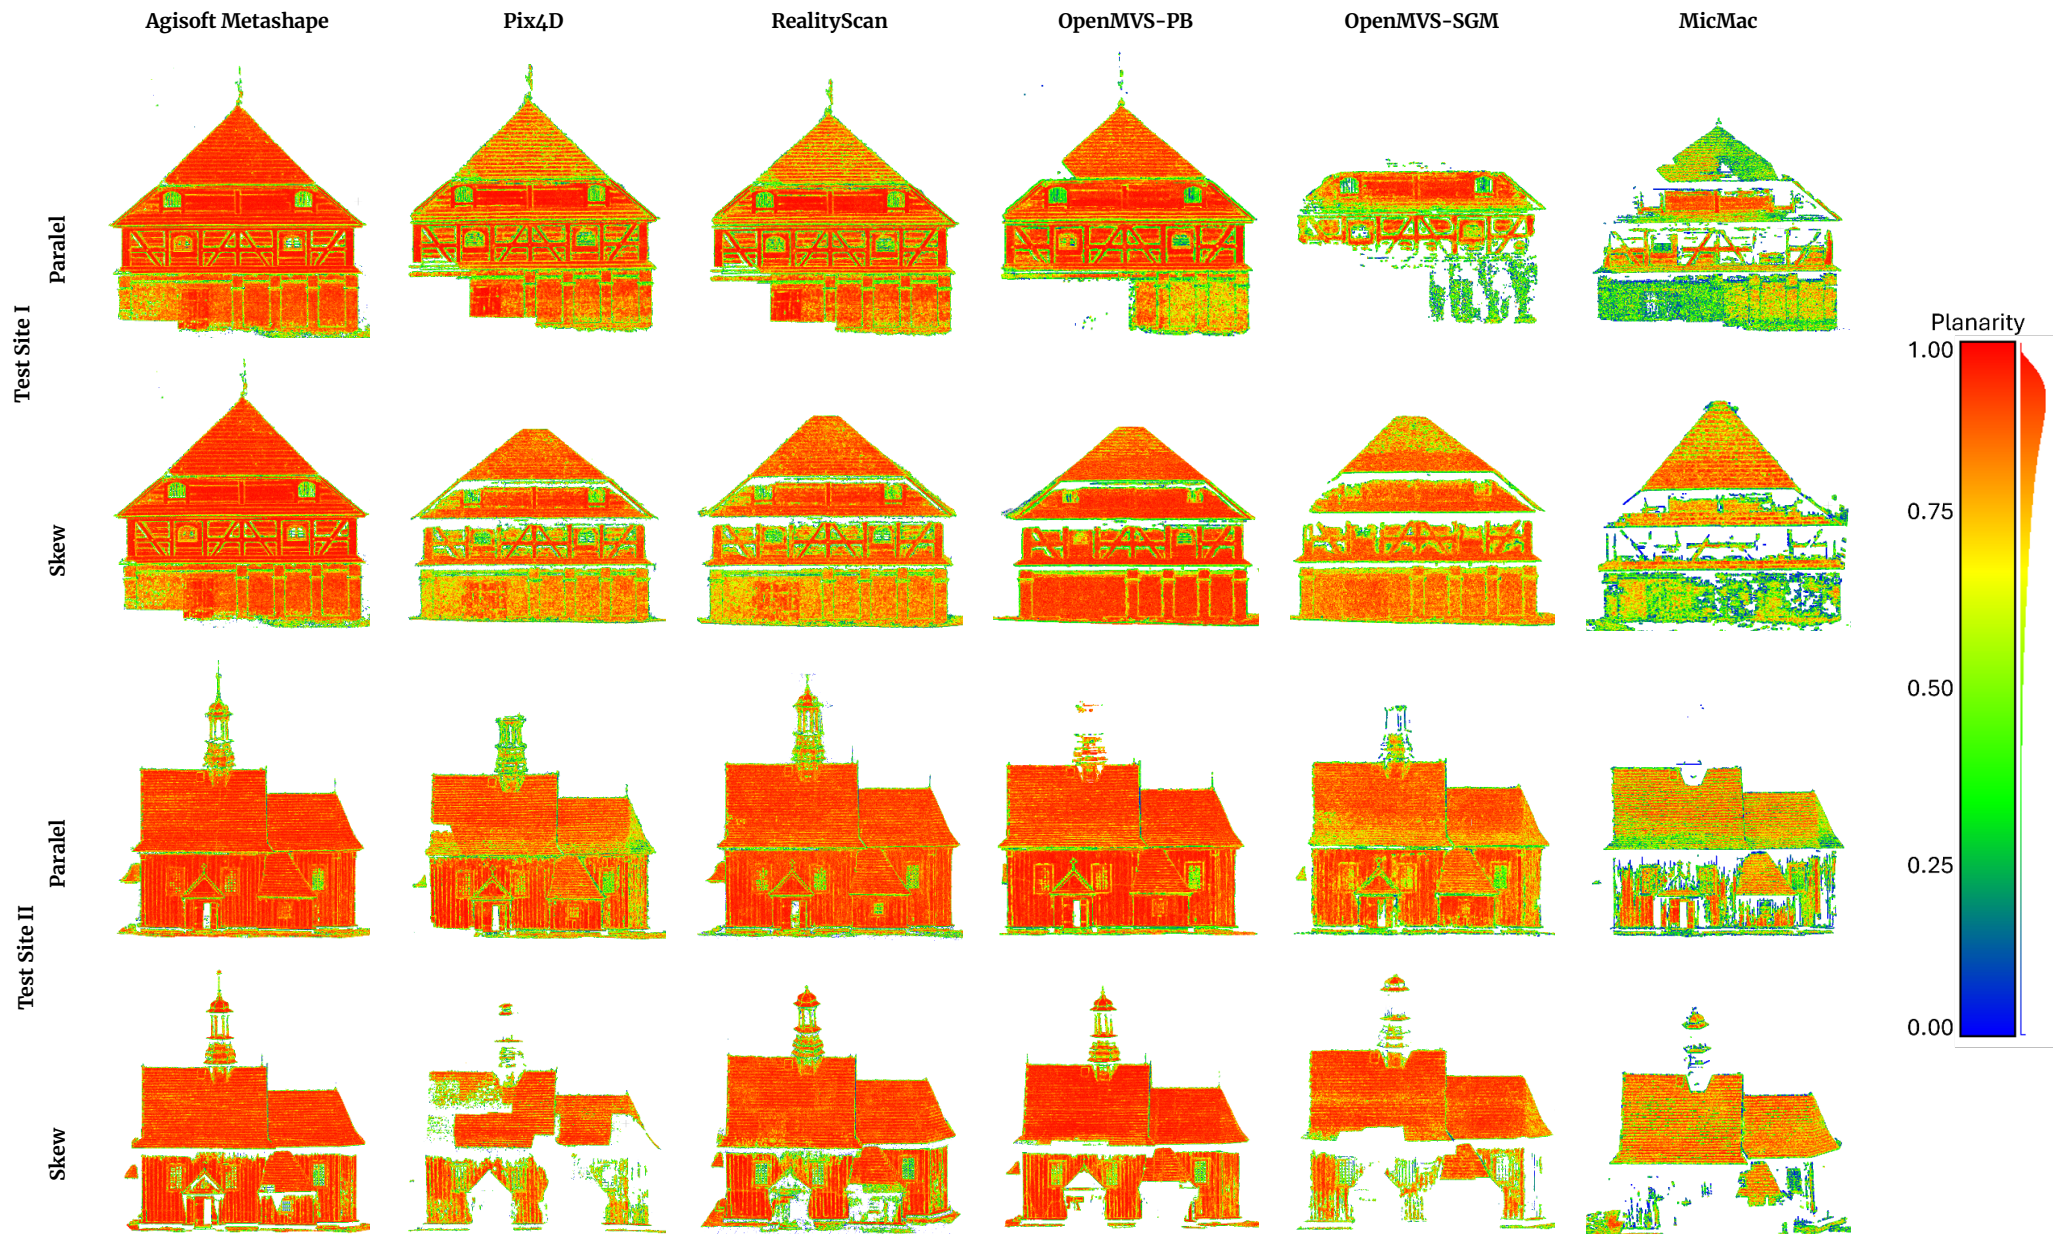 Agisoft Metashape Pix4D RealityScan OpenMVS-PB OpenMVS-SGM MicMac
Test Site I
Paralel
Skew
Test Site II
Paralel
Skew
Planarity
1.00
0.75
0.50
0.25
0.00